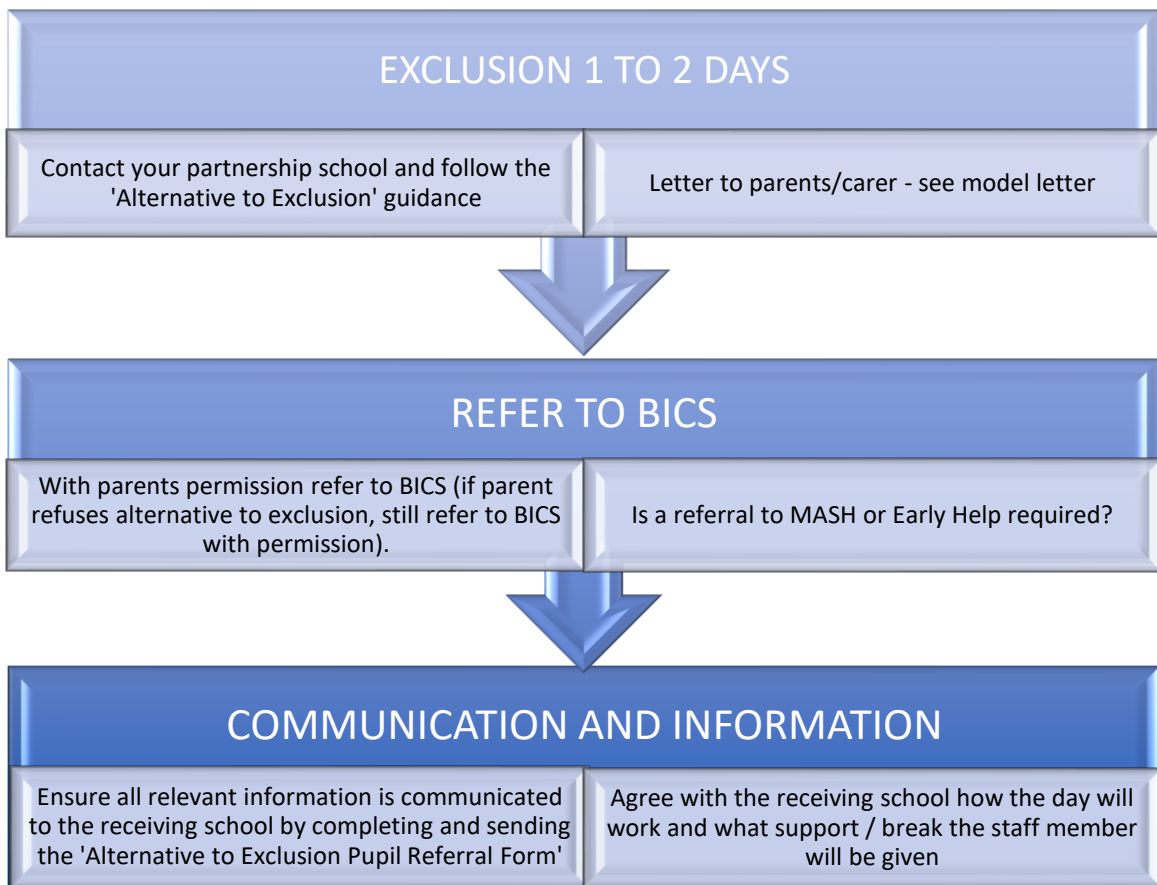 EXCLUSION 1 TO 2 DAYS
Contact your partnership school and follow the
'Alternative to Exclusion' guidance
Letter to parents/carer - see model letter
REFER TO BICS
With parents permission refer to BICS (if parent
refuses alternative to exclusion, still refer to BICS
with permission).
Is a referral to MASH or Early Help required?
COMMUNICATION AND INFORMATION
Ensure all relevant information is communicated
to the receiving school by completing and sending
the 'Alternative to Exclusion Pupil Referral Form'
Agree with the receiving school how the day will
work and what support / break the staff member
will be given